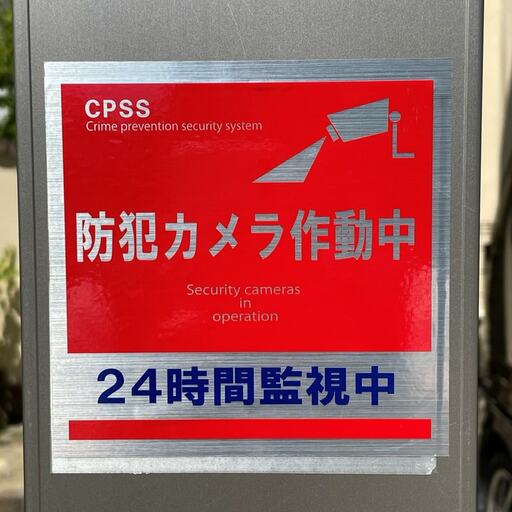 CPSS
Crime prevention security system
防犯カメラ作動中
Security cameras
in
operation
24時間監視中